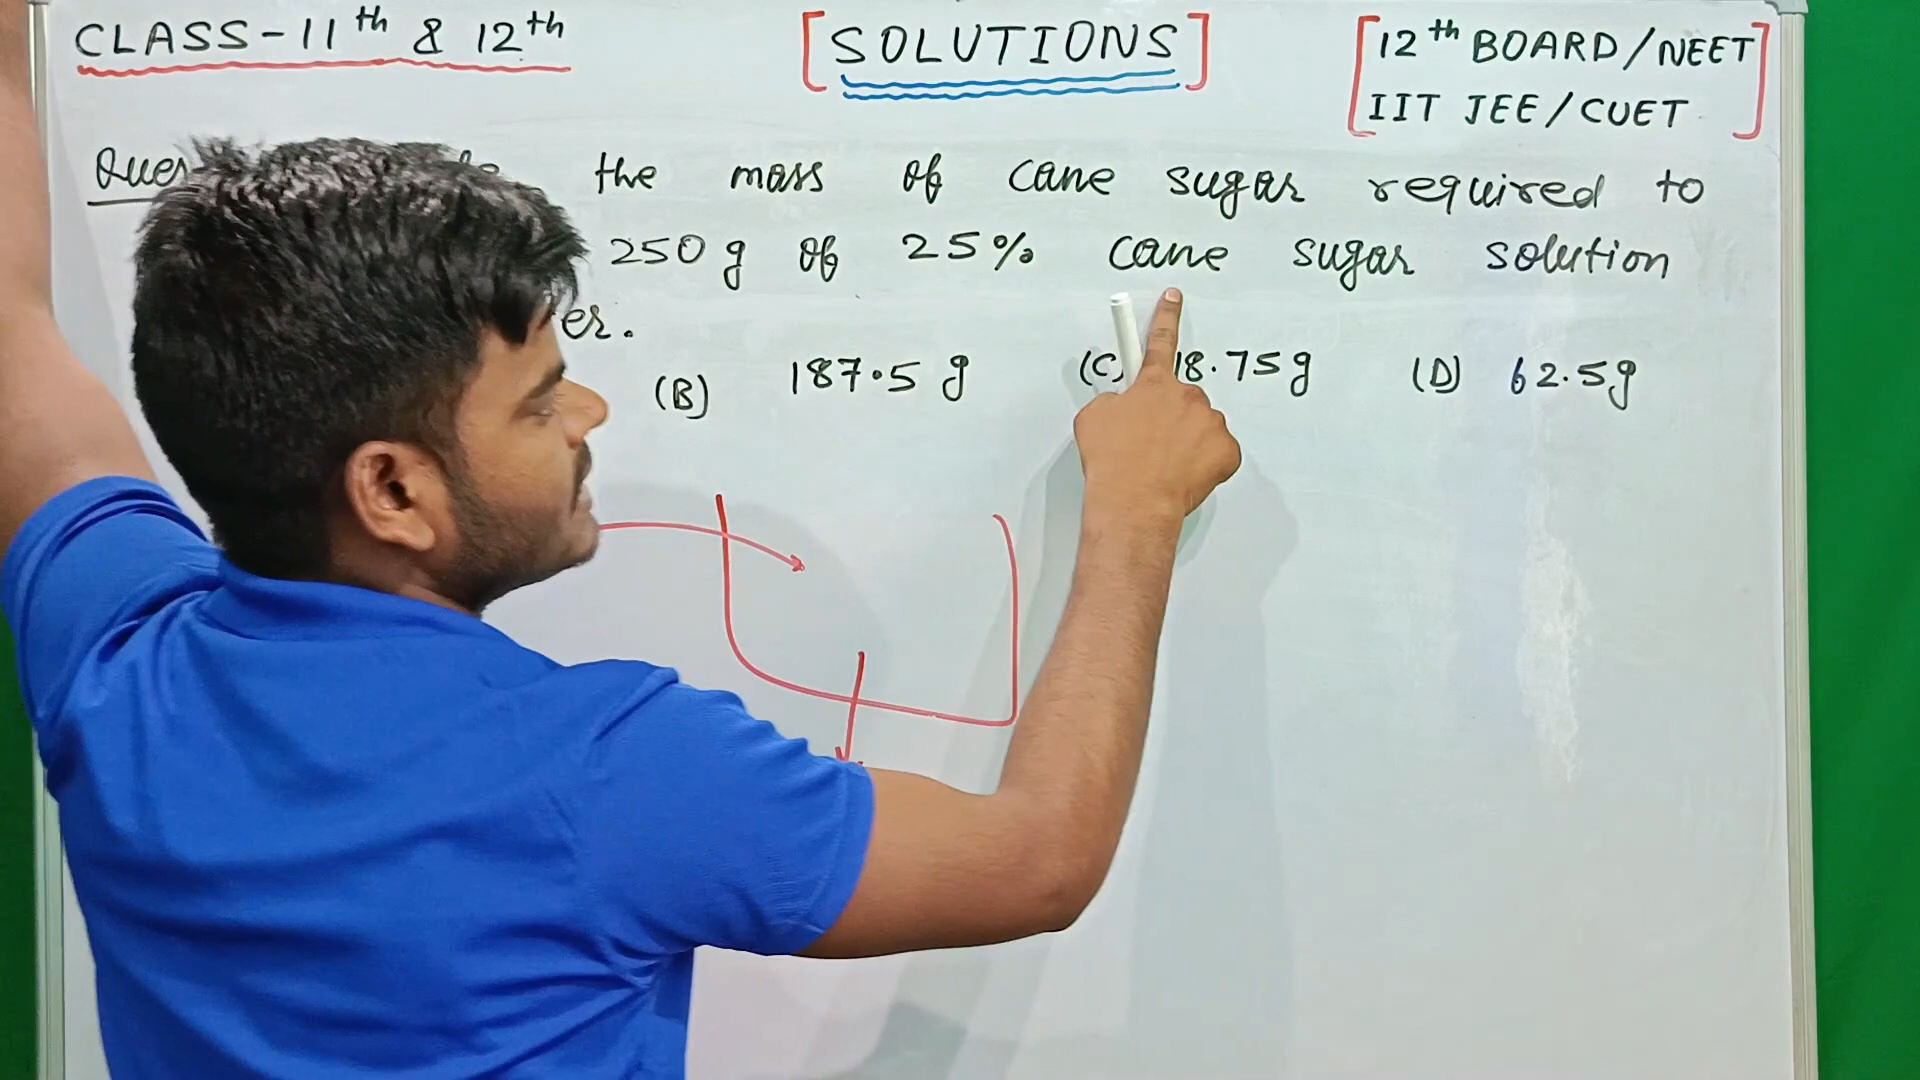 CLASS-11th & 12th
[SOLUTIONS]
[12th BOARD/NEET
IIT JEE/CUET]
Ques the mass of cane sugar required to
250 g of 25% cane sugar solution
er.
(B) 187.5 g (C) 18.75g (D) 62.5g